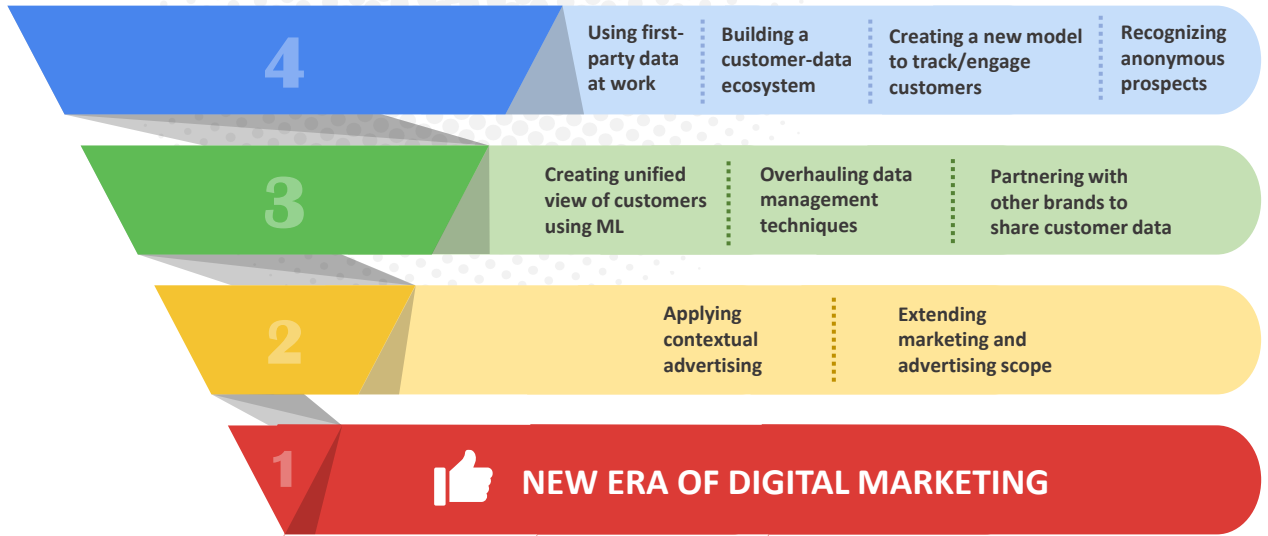 4
Using first-
party data
at work
Building a
customer-data
ecosystem
Creating a new model
to track/engage
customers
Recognizing
anonymous
prospects
3
Creating unified
view of customers
using ML
Overhauling data
management
techniques
Partnering with
other brands to
share customer data
2
Applying
contextual
advertising
Extending
marketing and
advertising scope
1
NEW ERA OF DIGITAL MARKETING